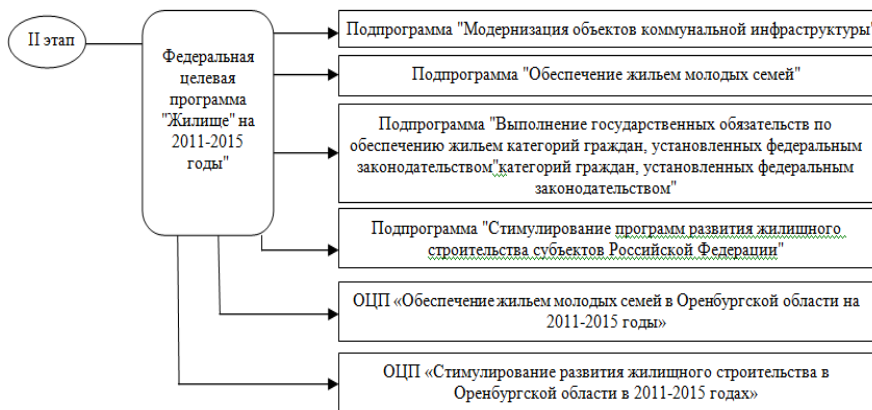 II этап
Федеральная
целевая
программа
"Жилище" на
2011-2015
годы"
Подпрограмма "Модернизация объектов коммунальной инфраструктуры"
Подпрограмма "Обеспечение жильем молодых семей"
Подпрограмма "Выполнение государственных обязательств по
обеспечению жильем категорий граждан, установленных федеральным
законодательством"категорий граждан, установленных федеральным
законодательством"
Подпрограмма "Стимулирование программ развития жилищного
строительства субъектов Российской Федерации"
ОЦП «Обеспечение жильем молодых семей в Оренбургской области на
2011-2015 годы»
ОЦП «Стимулирование развития жилищного строительства в
Оренбургской области в 2011-2015 годах»